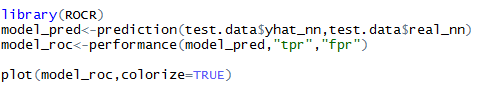 library(ROCR)
model_pred<-prediction(test.data$yhat_nn,test.data$real_nn)
model_roc<-performance(model_pred,"tpr","fpr")
plot(model_roc,colorize=TRUE)